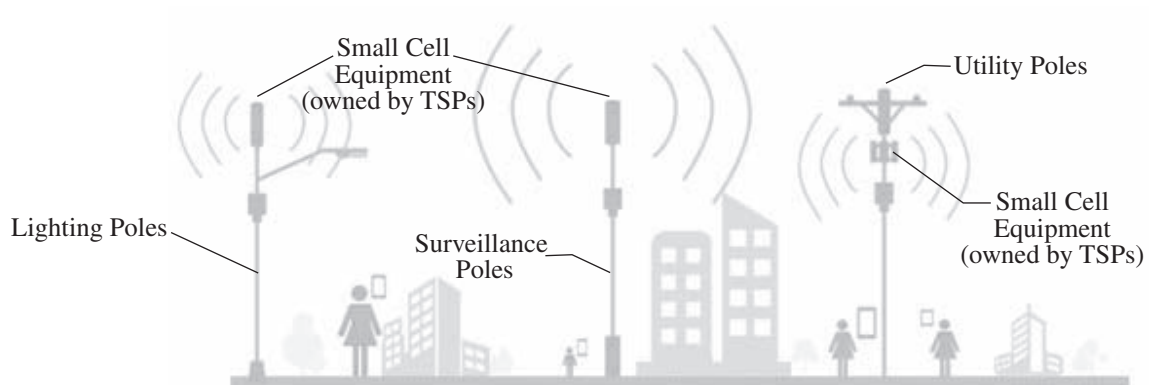 Small Cell
Equipment
(owned by TSPs)
Utility Poles
Lighting Poles
Surveillance
Poles
Small Cell
Equipment
(owned by TSPs)